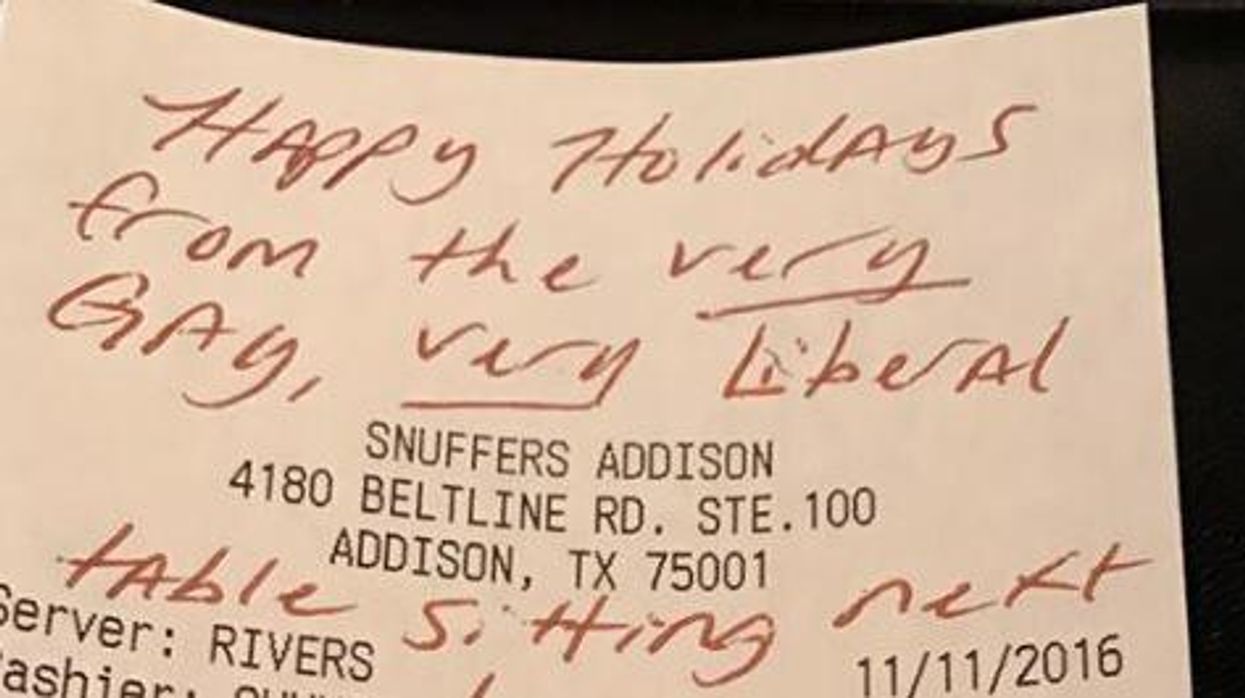 HAppy HolidAys
from the very
GAy, very LiberAl
SNUFFERS ADDISON
4180 BELTLINE RD. STE.100
ADDISON, TX 75001
tAble sitting next
Server: RIVERS
11/11/2016